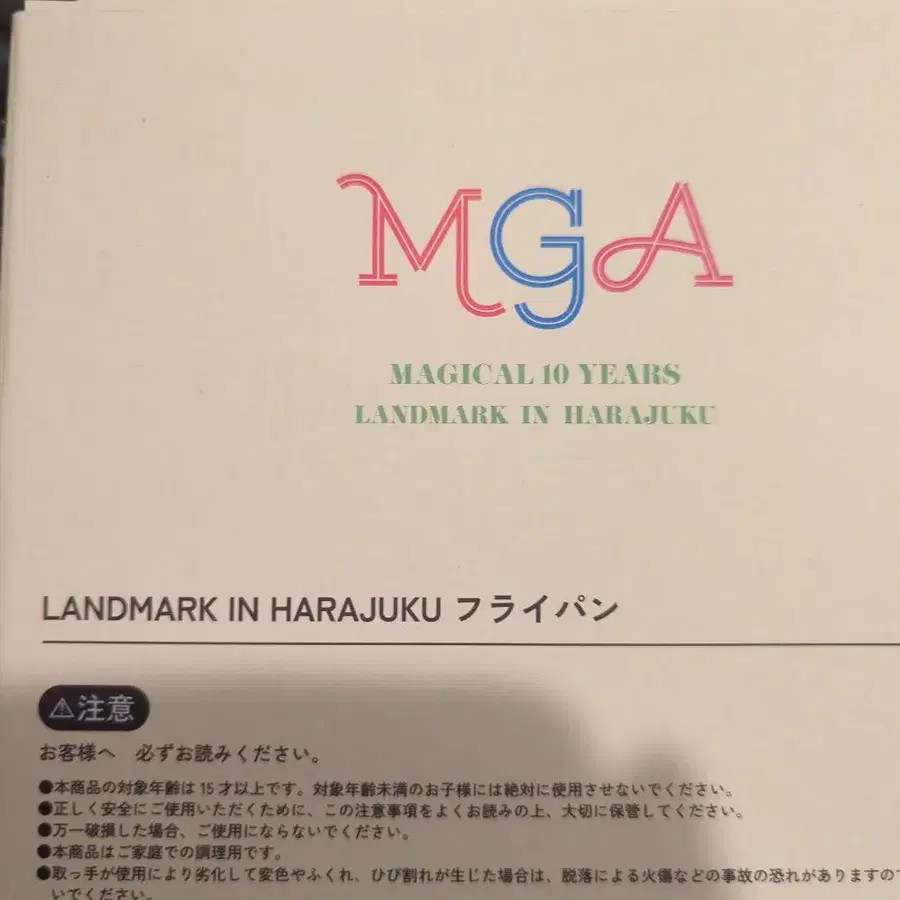 MGA
MAGICAL 10 YEARS
LANDMARK IN HARAJUKU
LANDMARK IN HARAJUKU フライパン
⚠注意
お客様へ 必ずお読みください。
●本商品の対象年齢は15才以上です。対象年齢未満のお子様には絶対に使用させないでください。
●正しく安全にご使用いただくために、この注意事項をよくお読みの上、大切に保管してください。
●万一破損した場合、ご使用にならないでください。
●本商品はご家庭での調理用です。
●取っ手が使用により劣化して変色やふくれ、ひび割れが生じた場合は、脱落による火傷などの事故の恐れがありますので
いでください。